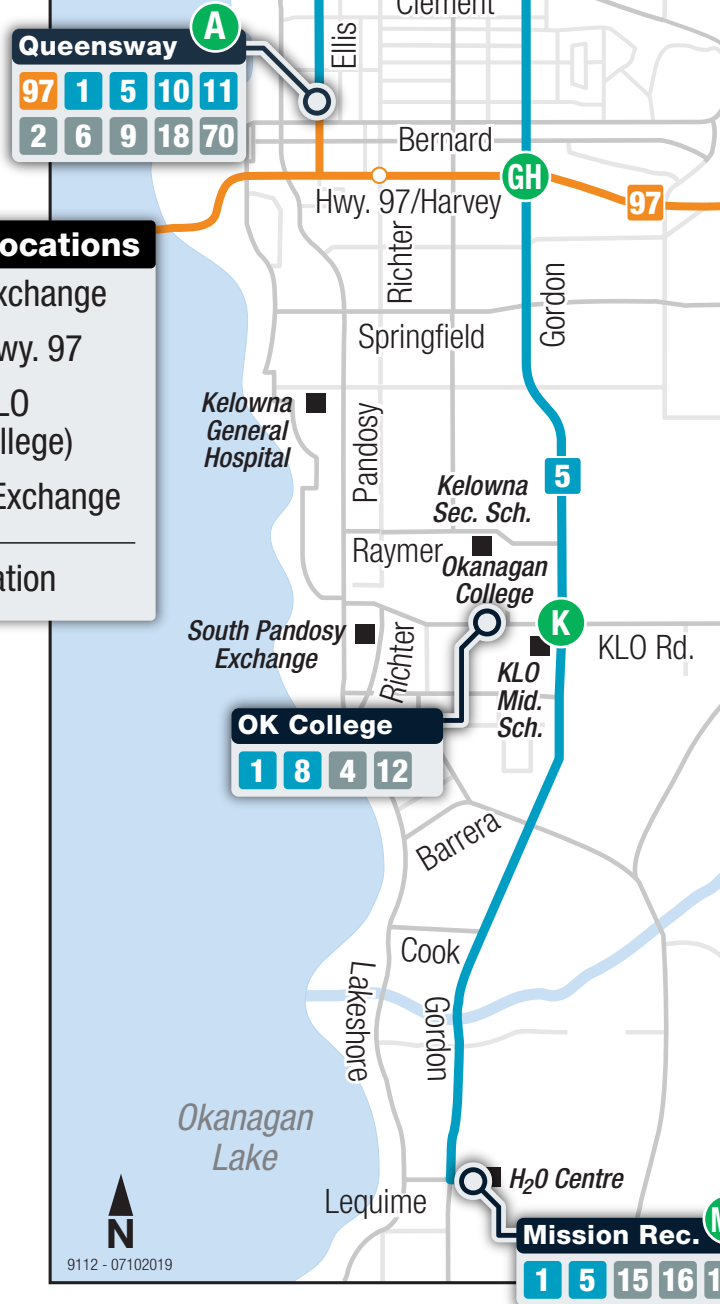 Clement
A
Queensway
Ellis
97 1 5 10 11
2 6 9 18 70
Bernard
GH
Hwy. 97/Harvey
97
ocations
Richter
Gordon
xchange
Springfield
wy. 97
LO
llege)
Kelowna
General
Hospital
Pandosy
5
Kelowna
Sec. Sch.
Exchange
Raymer
Okanagan
College
ation
K
South Pandosy
Exchange
Richter
KLO Rd.
KLO
Mid.
Sch.
OK College
1 8 4 12
Barrera
Cook
Lakeshore
Gordon
Okanagan
Lake
H2O Centre
Lequime
N
Mission Rec.
9112 - 07102019
1 5 15 16